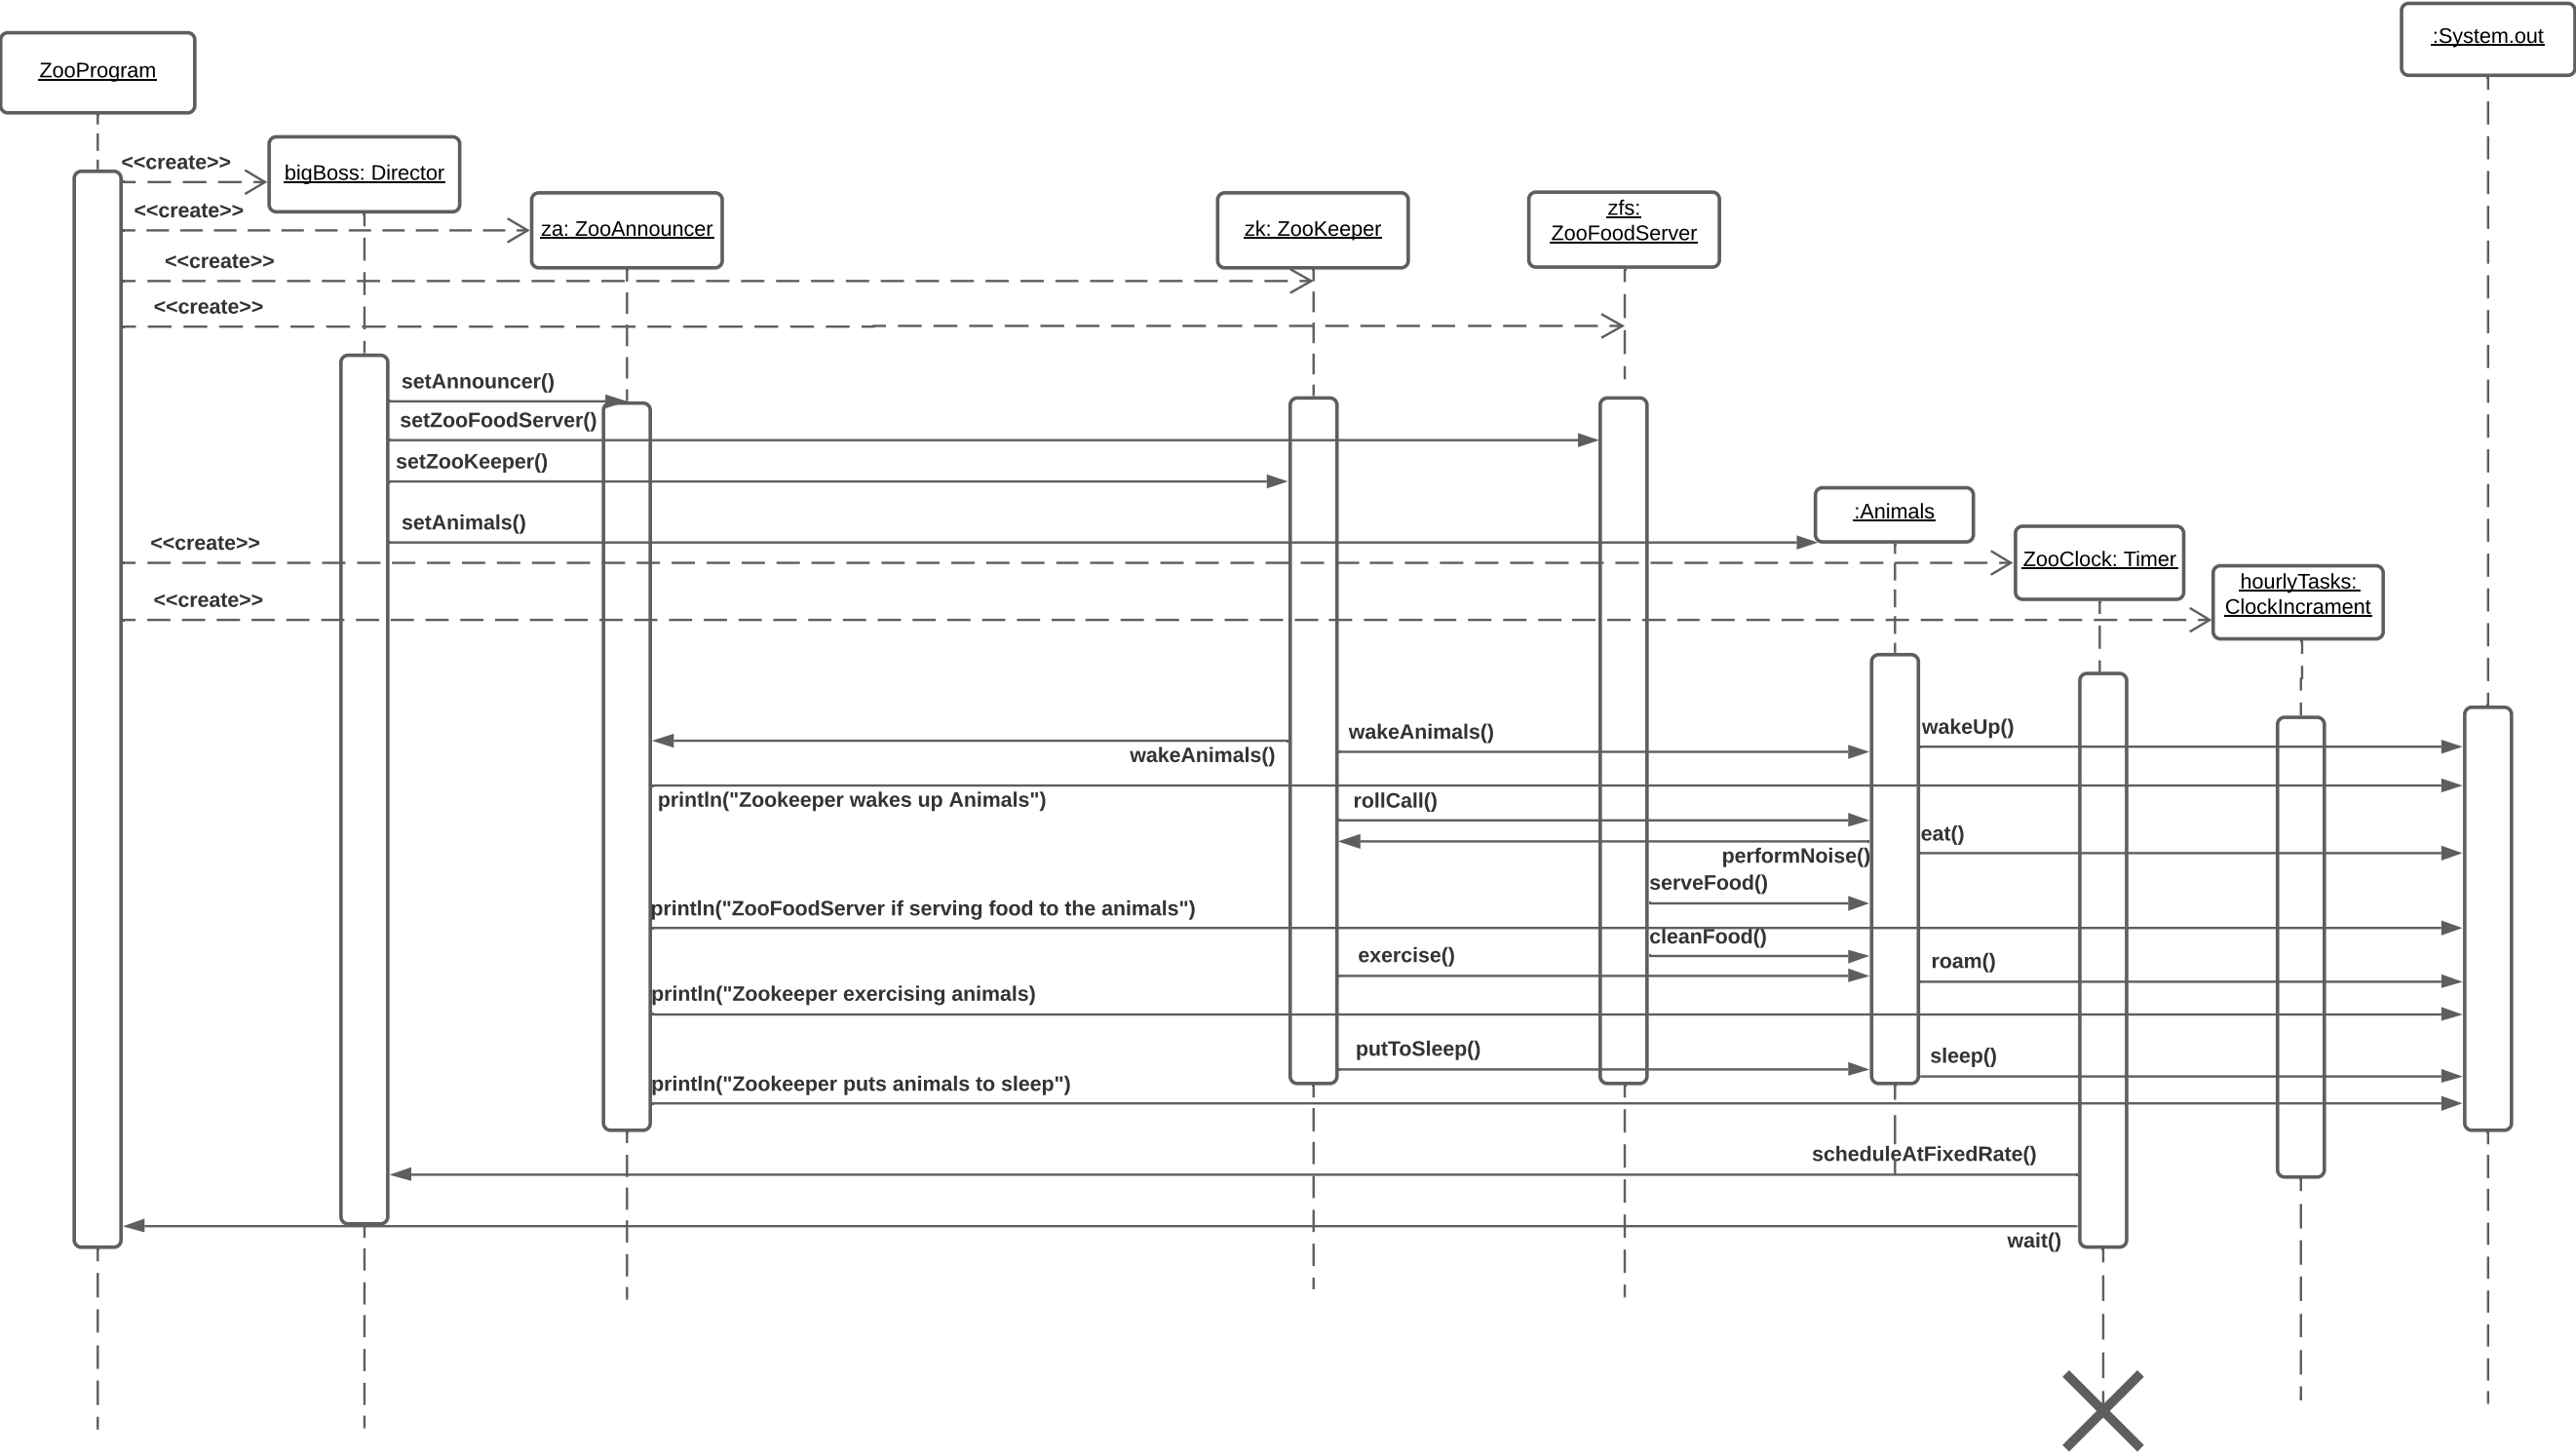 :System.out
ZooProgram
<<create>>
bigBoss: Director
<<create>>
za: ZooAnnouncer
zk: ZooKeeper
zfs:
ZooFoodServer
<<create>>
<<create>>
setAnnouncer()
setZooFoodServer()
setZooKeeper()
:Animals
setAnimals()
<<create>>
ZooClock: Timer
hourlyTasks:
ClockIncrament
<<create>>
wakeUp()
wakeAnimals()
wakeAnimals()
println("Zookeeper wakes up Animals")
rollCall()
eat()
performNoise()
serveFood()
println("ZooFoodServer if serving food to the animals")
cleanFood()
exercise()
roam()
println("Zookeeper exercising animals)
putToSleep()
sleep()
println("Zookeeper puts animals to sleep")
scheduleAtFixedRate()
wait()